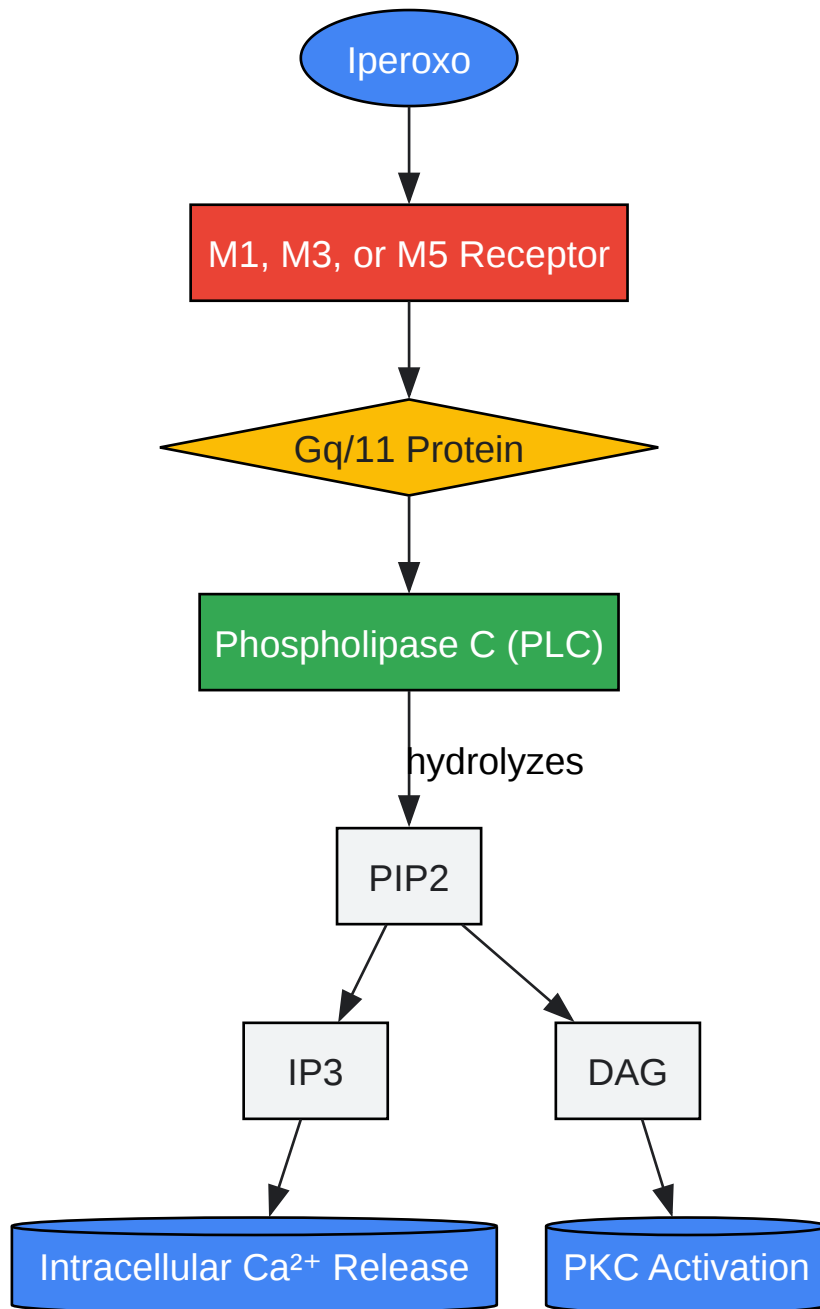 Iperoxo
M1, M3, or M5 Receptor
Gq/11 Protein
Phospholipase C (PLC)
hydrolyzes
PIP2
IP3
DAG
Intracellular Ca²⁺ Release
PKC Activation